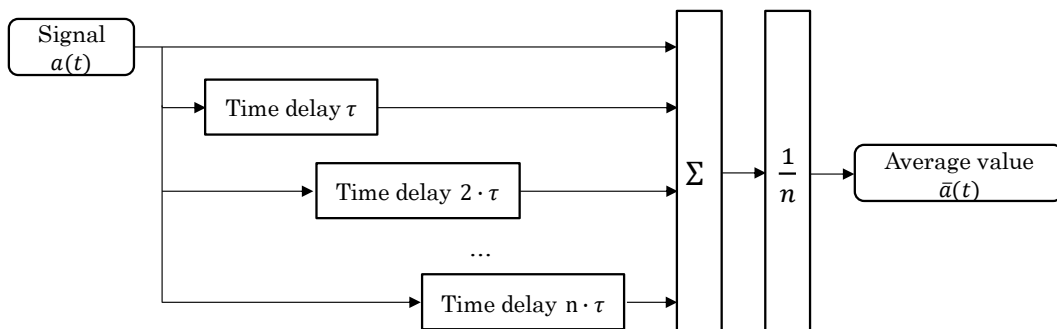 Signal
a(t)
Time delay τ
Time delay 2 · τ
...
Time delay n · τ
Σ
1
n
Average value
ā(t)